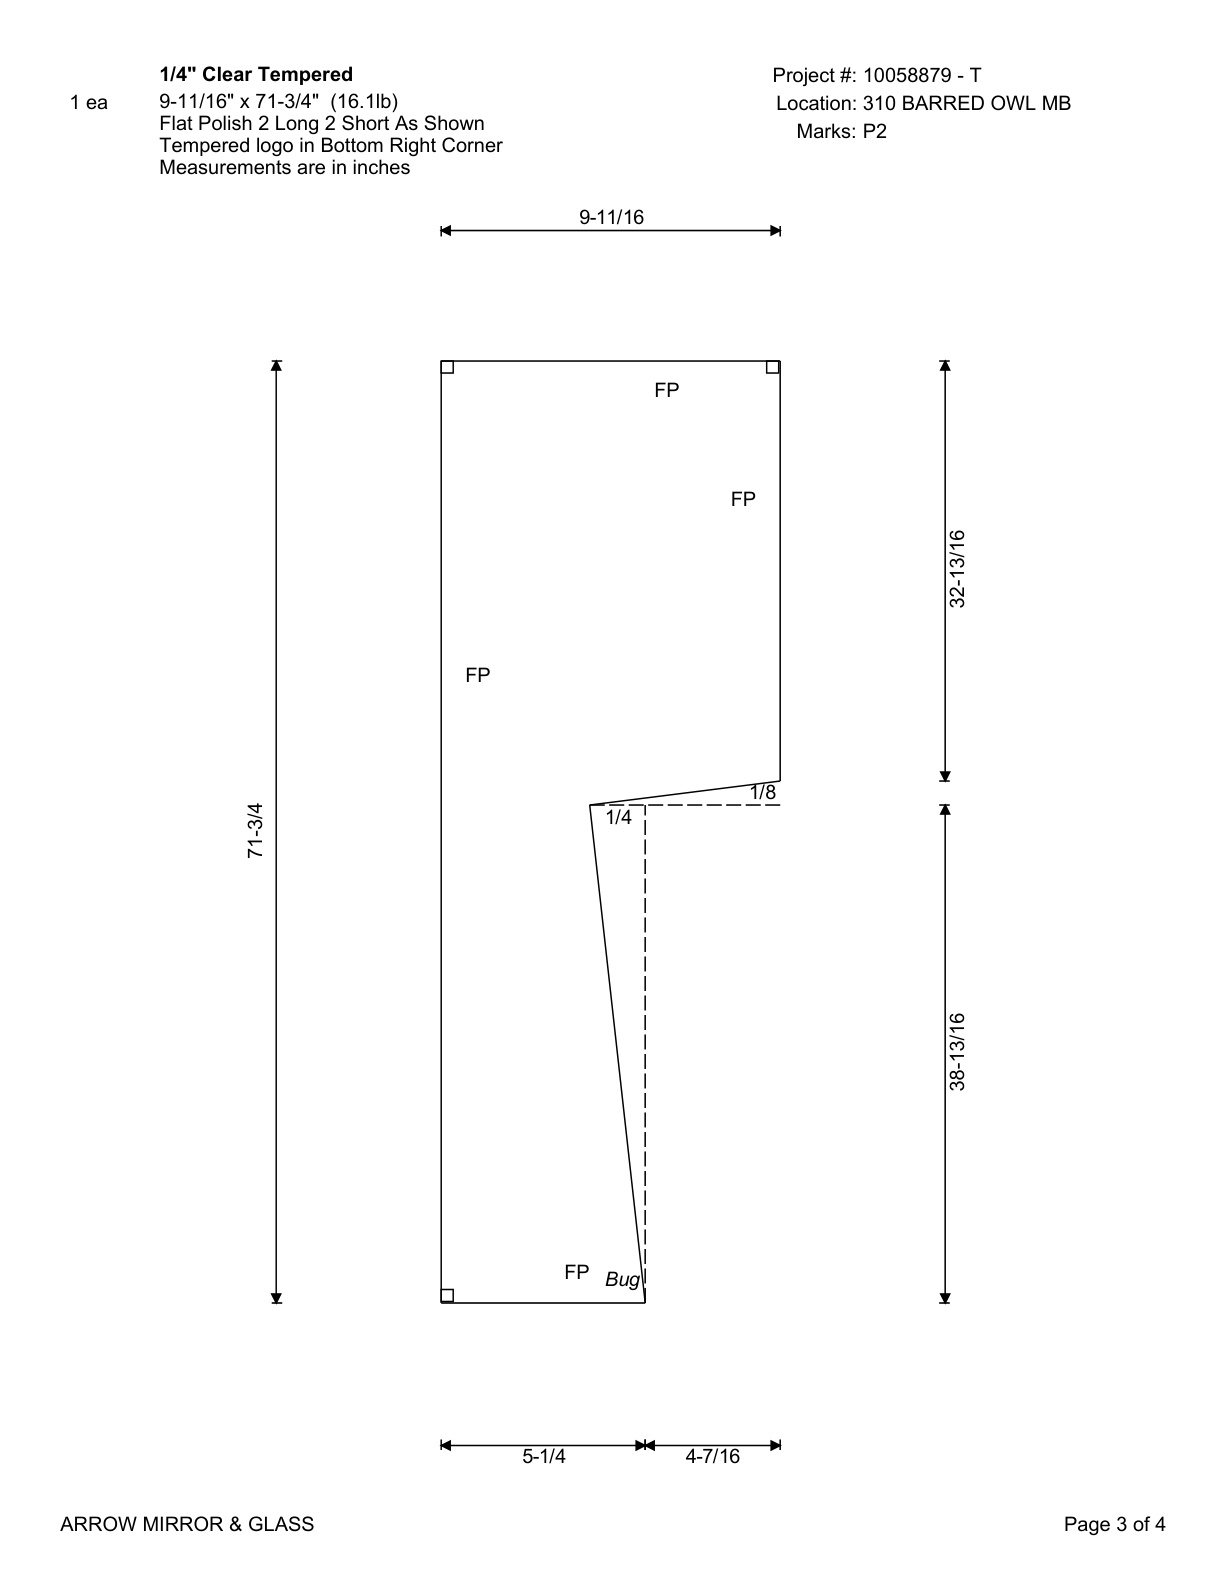 1/4" Clear Tempered
1 ea
9-11/16" x 71-3/4"  (16.1lb)
Flat Polish 2 Long 2 Short As Shown
Tempered logo in Bottom Right Corner
Measurements are in inches
Project #: 10058879 - T
Location: 310 BARRED OWL MB
Marks: P2
9-11/16
FP
FP
32-13/16
FP
1/8
1/4
71-3/4
38-13/16
FP
Bug
5-1/4
4-7/16
ARROW MIRROR & GLASS
Page 3 of 4